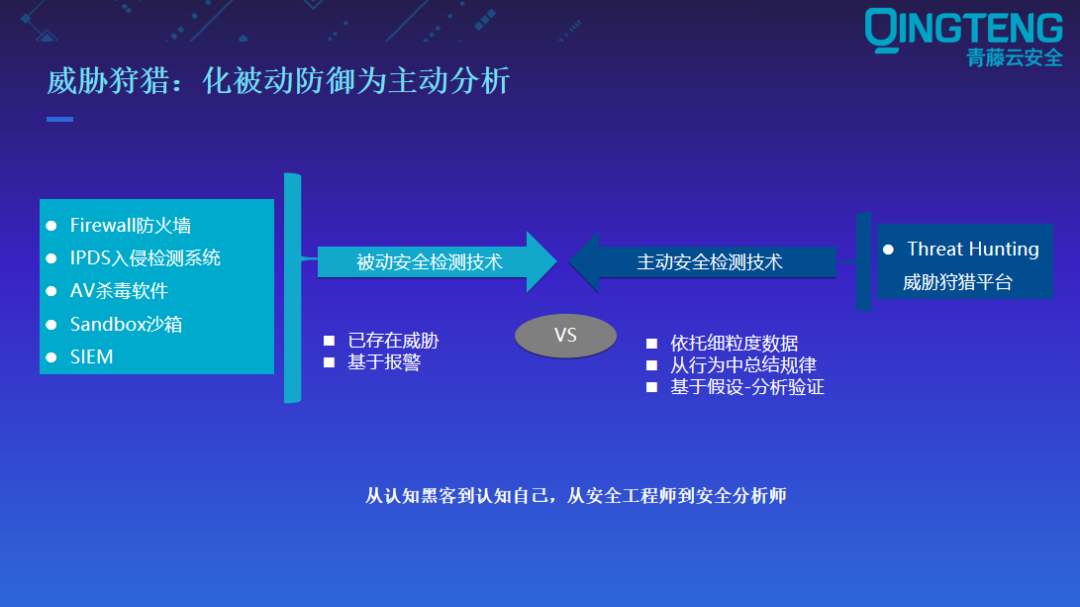 QINGTENG
青藤云安全
威胁狩猎：化被动防御为主动分析
Firewall防火墙
IPDS入侵检测系统
AV杀毒软件
Sandbox沙箱
SIEM
被动安全检测技术
已存在威胁
基于报警
VS
主动安全检测技术
依托细粒度数据
从行为中总结规律
基于假设-分析验证
Threat Hunting
威胁狩猎平台
从认知黑客到认知自己，从安全工程师到安全分析师